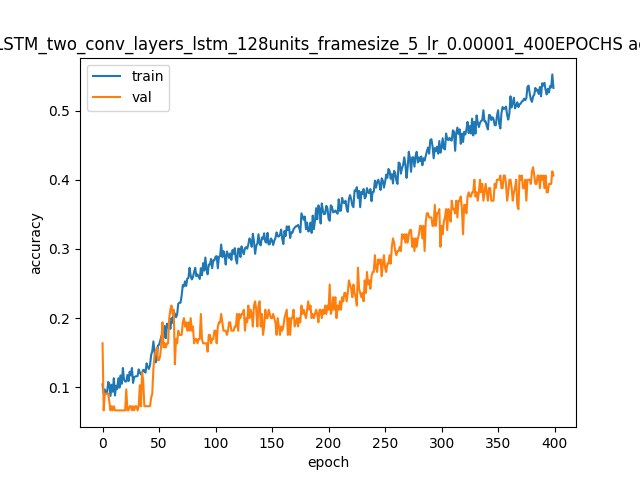 LSTM_two_conv_layers_lstm_128units_framesize_5_lr_0.00001_400EPOCHS
train
val
accuracy
0.5
0.4
0.3
0.2
0.1
0 50 100 150 200 250 300 350 400
epoch